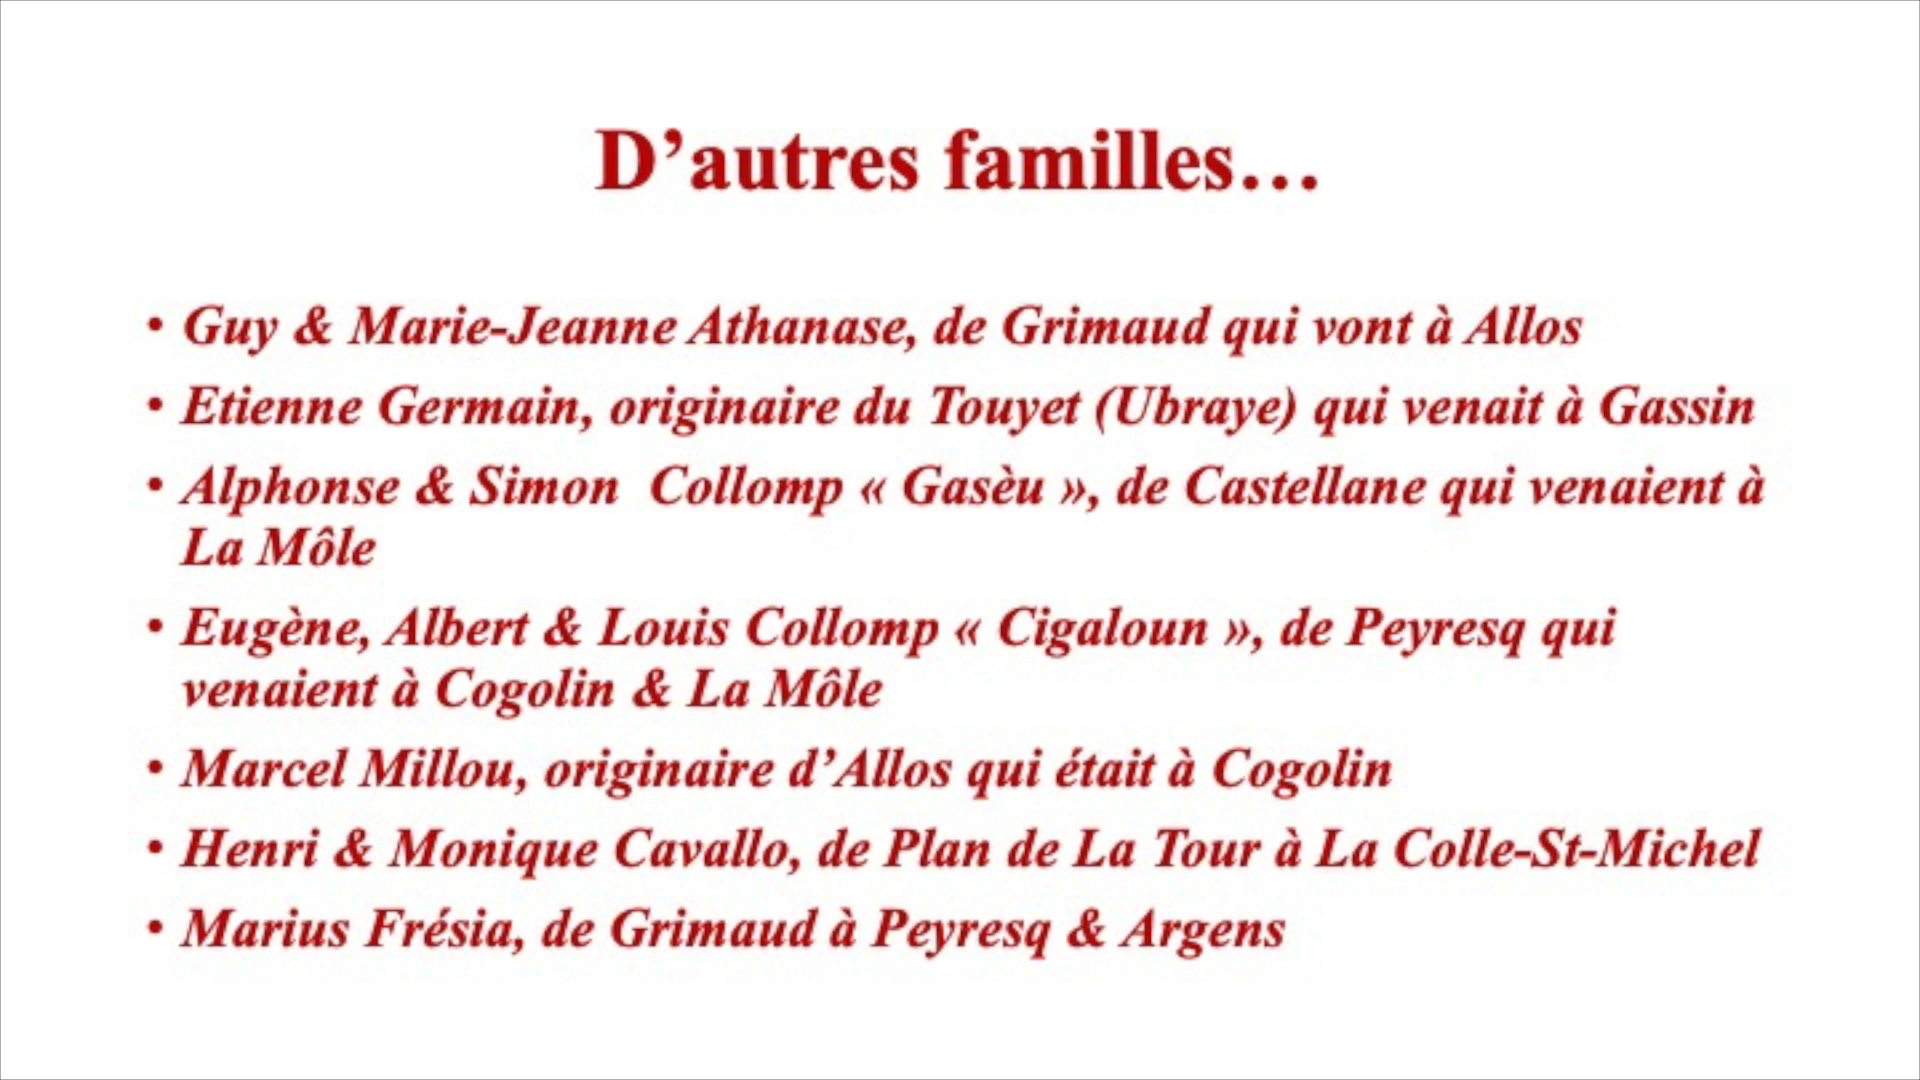 D’autres familles…
• Guy & Marie-Jeanne Athanase, de Grimaud qui vont à Allos
• Etienne Germain, originaire du Touyet (Ubraye) qui venait à Gassin
• Alphonse & Simon  Collomp « Gasèu », de Castellane qui venaient à
La Môle
• Eugène, Albert & Louis Collomp « Cigaloun », de Peyresq qui
venaient à Cogolin & La Môle
• Marcel Millou, originaire d’Allos qui était à Cogolin
• Henri & Monique Cavallo, de Plan de La Tour à La Colle-St-Michel
• Marius Frésia, de Grimaud à Peyresq & Argens